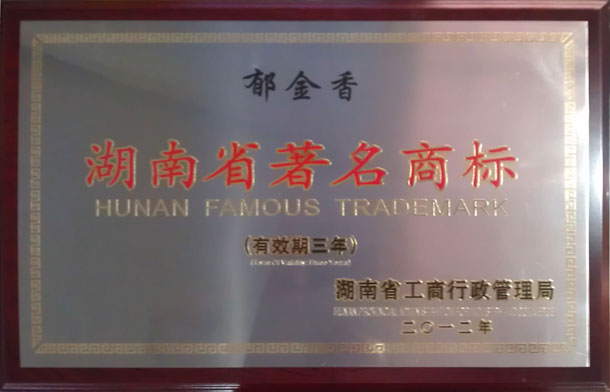 郁金香
湖南省著名商标
HUNAN FAMOUS TRADEMARK
(有效期三年)
湖南省工商行政管理局
二〇一二年